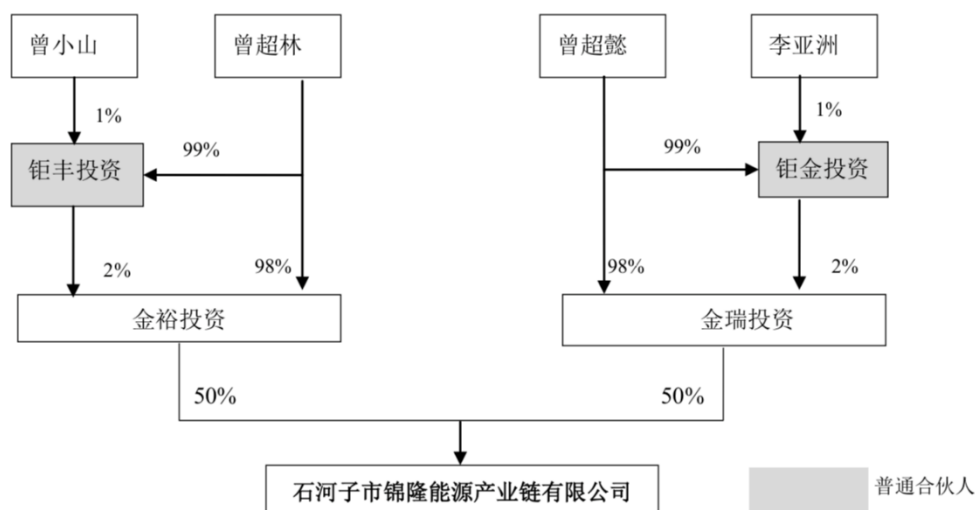 曾小山
曾超林
曾超懿
李亚洲
1%
1%
99%
99%
钜丰投资
钜金投资
2%
98%
98%
2%
金裕投资
金瑞投资
50%
50%
石河子市锦隆能源产业链有限公司
普通合伙人